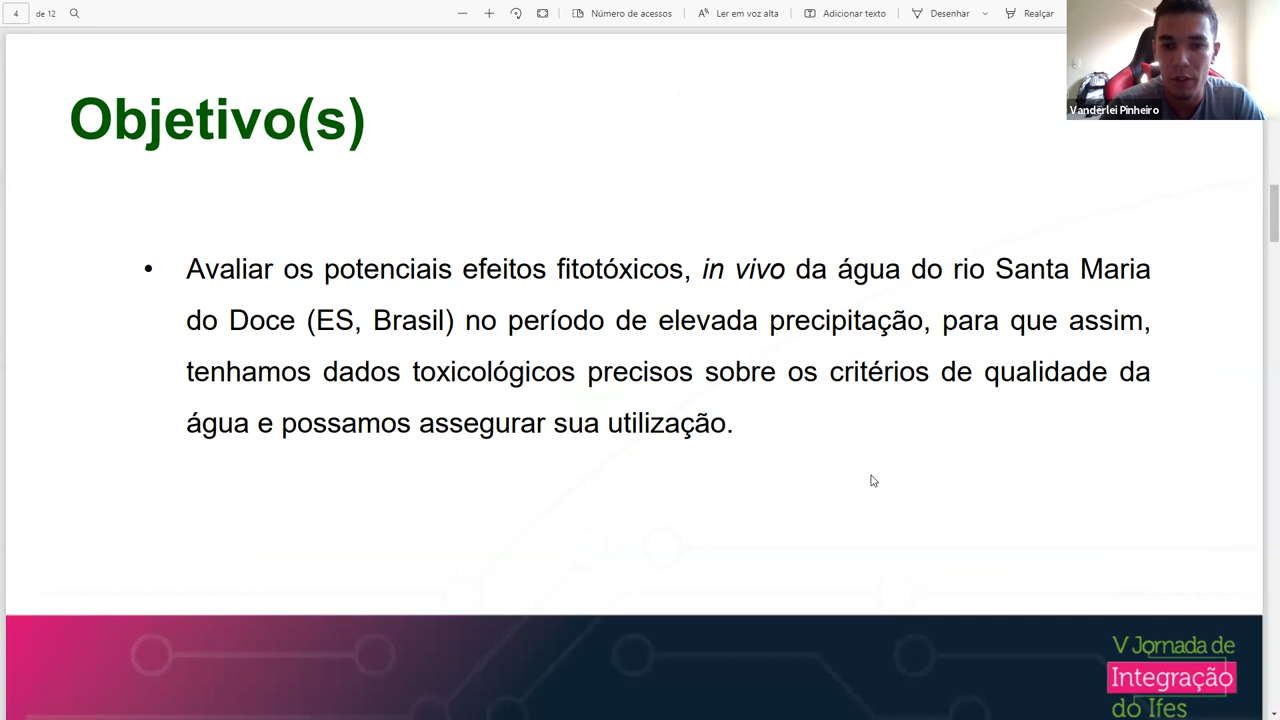 4 de 12 Número de acessos Ler em voz alta Adicionar texto Desenhar Realçar
Vanderlei Pinheiro
Objetivo(s)
• Avaliar os potenciais efeitos fitotóxicos, in vivo da água do rio Santa Maria
do Doce (ES, Brasil) no período de elevada precipitação, para que assim,
tenhamos dados toxicológicos precisos sobre os critérios de qualidade da
água e possamos assegurar sua utilização.
V Jornada de
Integração
do Ifes